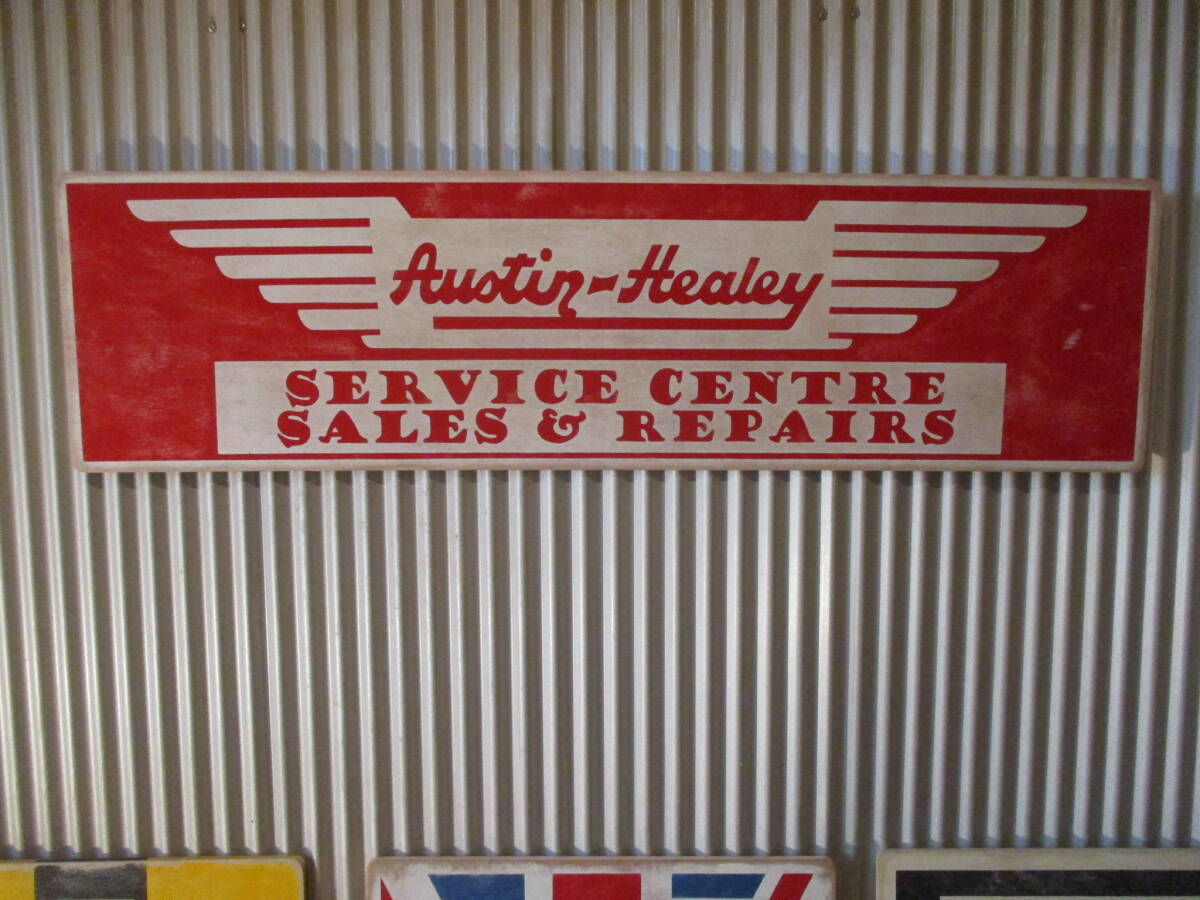 Austin-Healey
SERVICE CENTRE
SALES & REPAIRS